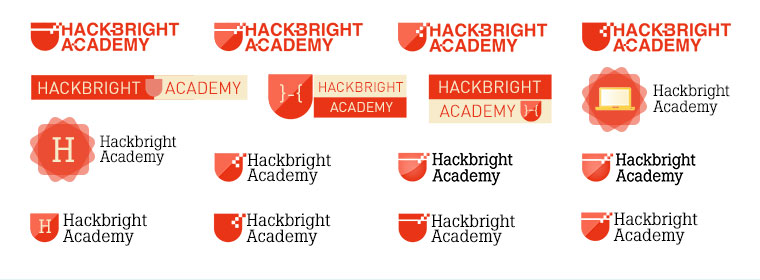 HACKBRIGHT HACKBRIGHT HACKBRIGHT HACKBRIGHT
ACADEMY ACADEMY ACADEMY ACADEMY
HACKBRIGHT ACADEMY
}-{ HACKBRIGHT
ACADEMY
HACKBRIGHT
ACADEMY }-{
Hackbright
Academy
H Hackbright
Academy
Hackbright Hackbright Hackbright
Academy Academy Academy
H Hackbright Hackbright Hackbright Hackbright
Academy Academy Academy Academy